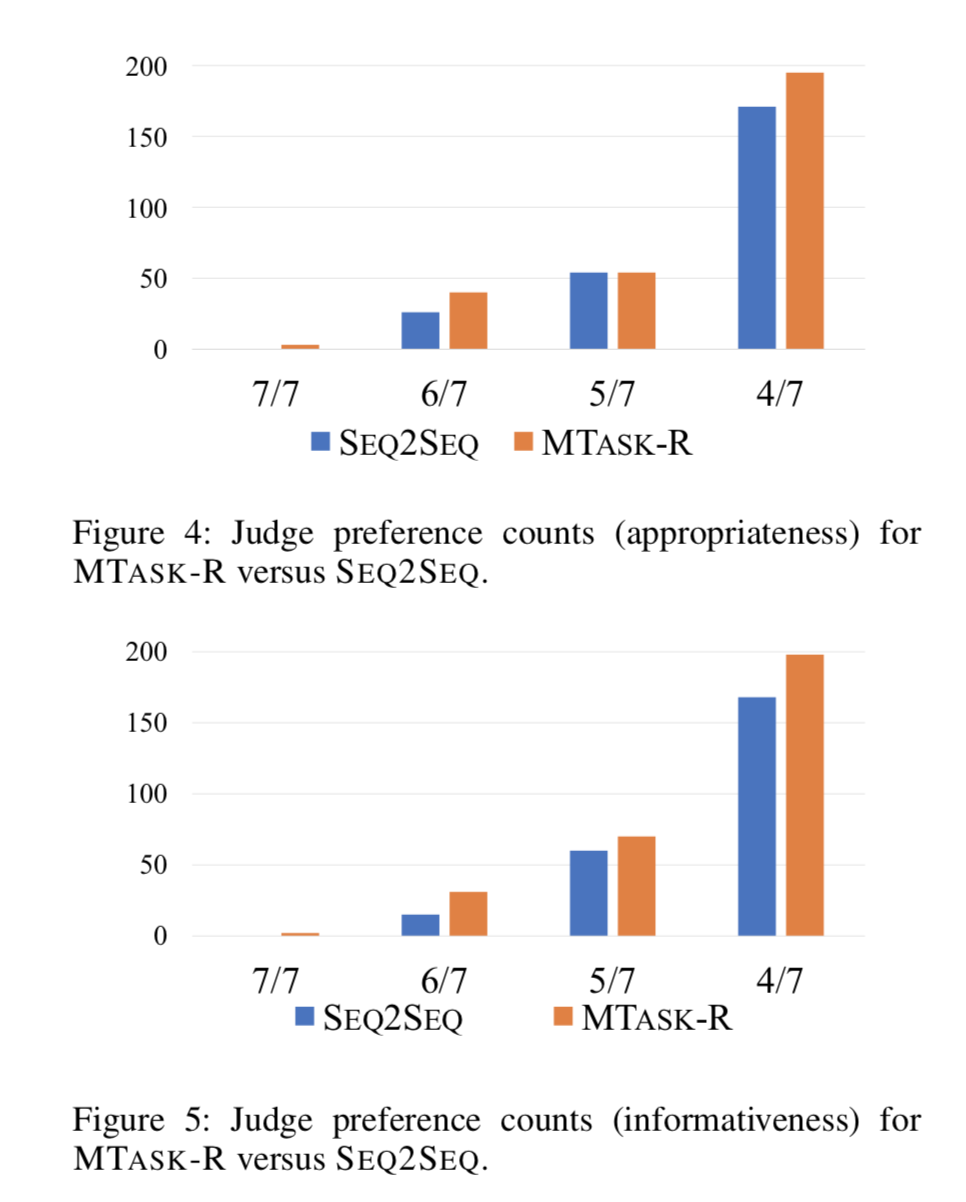 200
150
100
50
0
7/7 6/7 5/7 4/7
SEQ2SEQ MTASK-R
Figure 4: Judge preference counts (appropriateness) for
MTASK-R versus SEQ2SEQ.
200
150
100
50
0
7/7 6/7 5/7 4/7
SEQ2SEQ MTASK-R
Figure 5: Judge preference counts (informativeness) for
MTASK-R versus SEQ2SEQ.